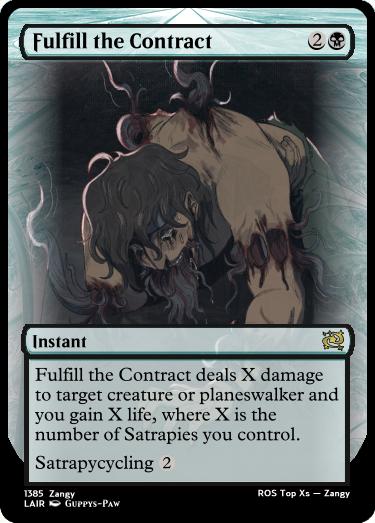 Fulfill the Contract 2
Instant
Fulfill the Contract deals X damage
to target creature or planeswalker and
you gain X life, where X is the
number of Satrapies you control.
Satrapycycling 2
1385 Zangy
LAIR Guppys-Paw
ROS Top Xs — Zangy